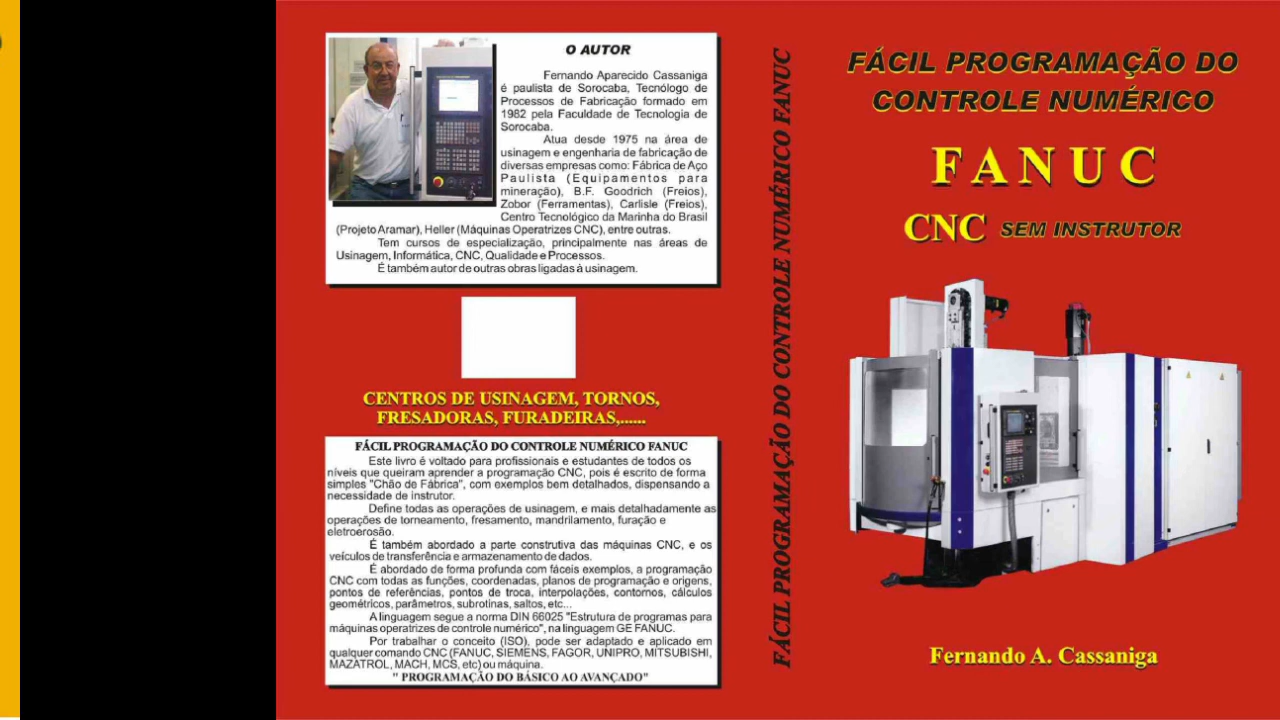 O AUTOR
Fernando Aparecido Cassaniga
é paulista de Sorocaba, Tecnólogo de
Processos de Fabricação formado em
1982 pela Faculdade de Tecnologia de
Sorocaba.
Atua desde 1975 na área de
usinagem e engenharia de fabricação de
diversas empresas como: Fábrica de Aço
Paulista (Equipamentos para
mineração), B.F. Goodrich (Freios),
Zobor (Ferramentas), Carlisle (Freios),
Centro Tecnológico da Marinha do Brasil
(Projeto Aramar), Heller (Máquinas Operatrizes CNC), entre outras.
Tem cursos de especialização, principalmente nas áreas de
Usinagem, Informática, CNC, Qualidade e Processos.
É também autor de outras obras ligadas à usinagem.
CENTROS DE USINAGEM, TORNOS,
FRESADORAS, FURADEIRAS,......
FÁCIL PROGRAMAÇÃO DO CONTROLE NUMÉRICO FANUC
Este livro é voltado para profissionais e estudantes de todos os
níveis que queiram aprender a programação CNC, pois é escrito de forma
simples "Chão de Fábrica", com exemplos bem detalhados, dispensando a
necessidade de instrutor.
Define todas as operações de usinagem, e mais detalhadamente as
operações de torneamento, fresamento, mandrilamento, furação e
eletroerosão.
É também abordado a parte construtiva das máquinas CNC, e os
veículos de transferência e armazenamento de dados.
É abordado de forma profunda com fáceis exemplos, a programação
CNC com todas as funções, coordenadas, planos de programação e origens,
pontos de referências, pontos de troca, interpolações, contornos, cálculos
geométricos, parâmetros, subrotinas, saltos, etc...
A linguagem segue a norma DIN 66025 "Estrutura de programas para
máquinas operatrizes de controle numérico", na linguagem GE FANUC.
Por trabalhar o conceito (ISO), pode ser adaptado e aplicado em
qualquer comando CNC (FANUC, SIEMENS, FAGOR, UNIPRO, MITSUBISHI,
MAZATROL, MACH, MCS, etc) ou máquina.
" PROGRAMAÇÃO DO BÁSICO AO AVANÇADO"
FÁCIL PROGRAMAÇÃO DO CONTROLE NUMÉRICO FANUC
FÁCIL PROGRAMAÇÃO DO
CONTROLE NUMÉRICO
FANUC
CNC SEM INSTRUTOR
Fernando A. Cassaniga